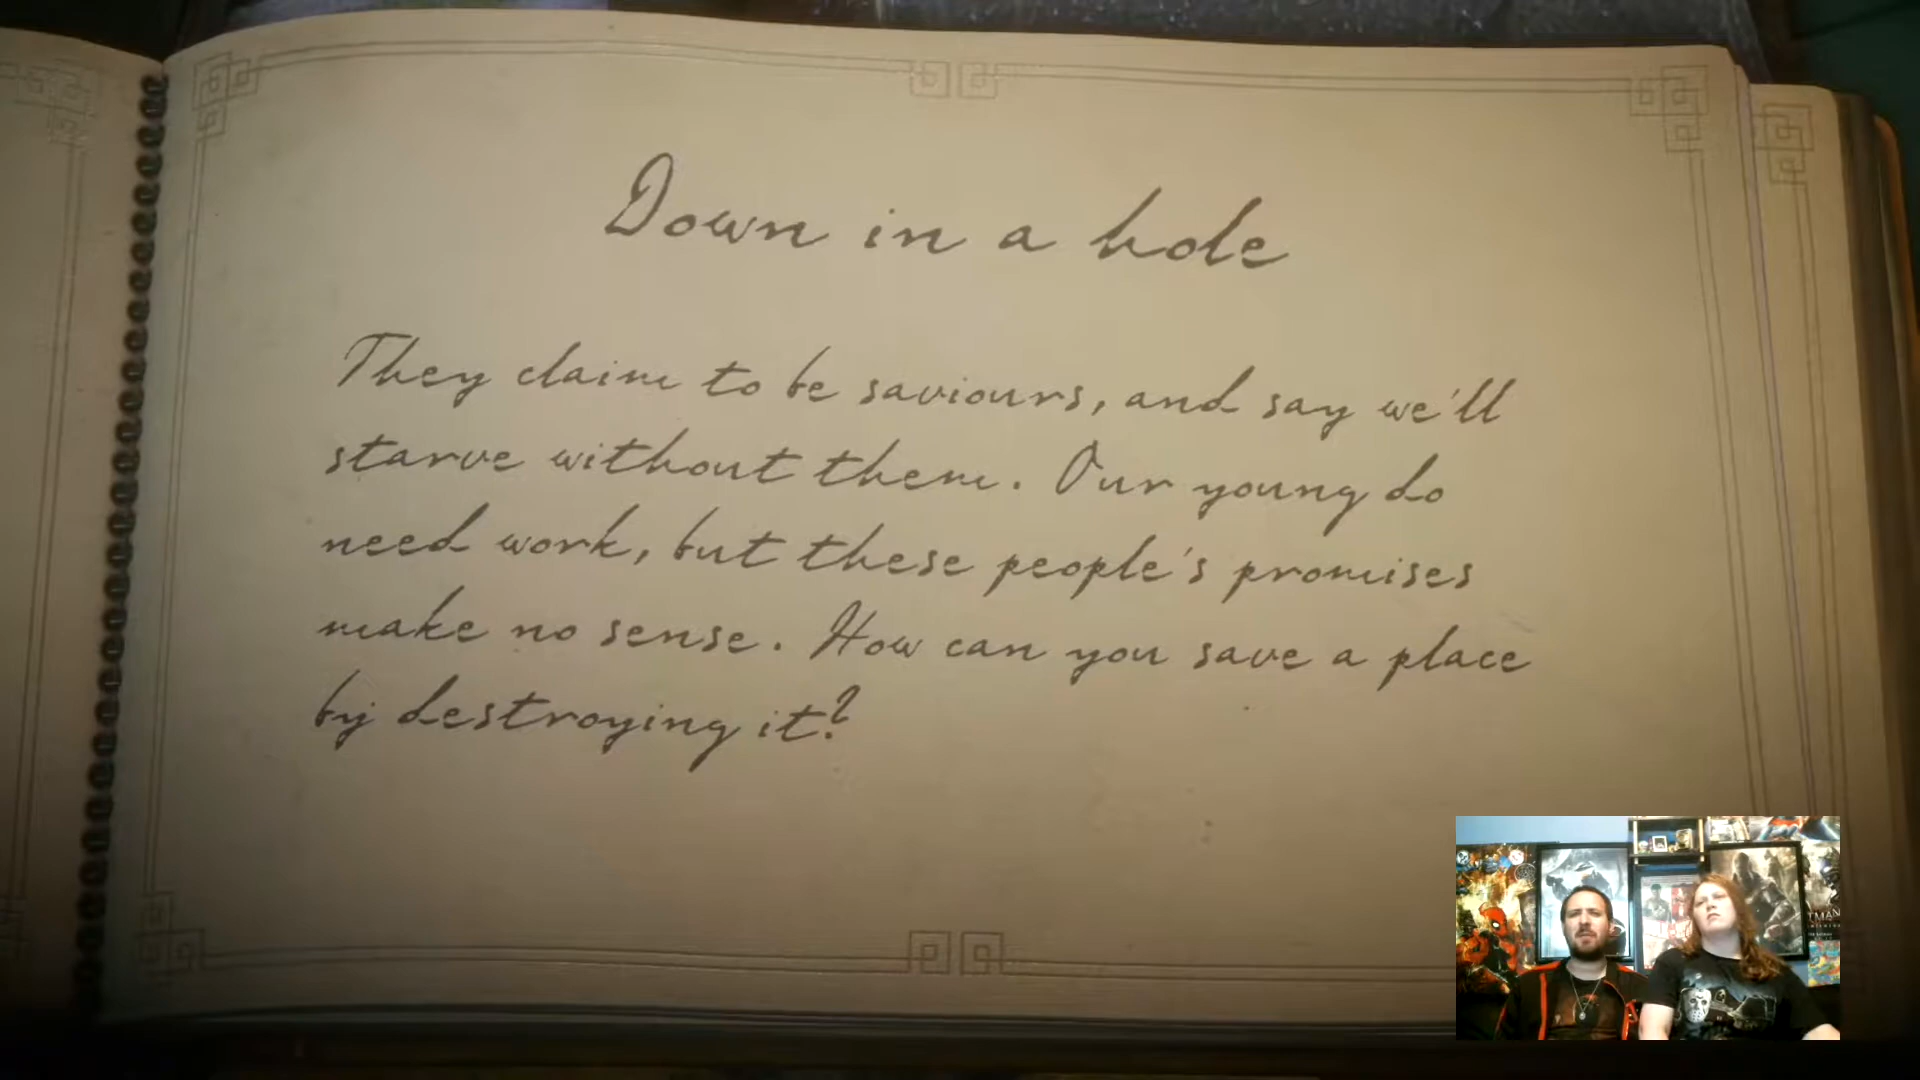 Down in a hole
They claim to be saviours, and say we'll
starve without them. Our young do
need work, but these people's promises
make no sense. How can you save a place
by destroying it?
TMAN